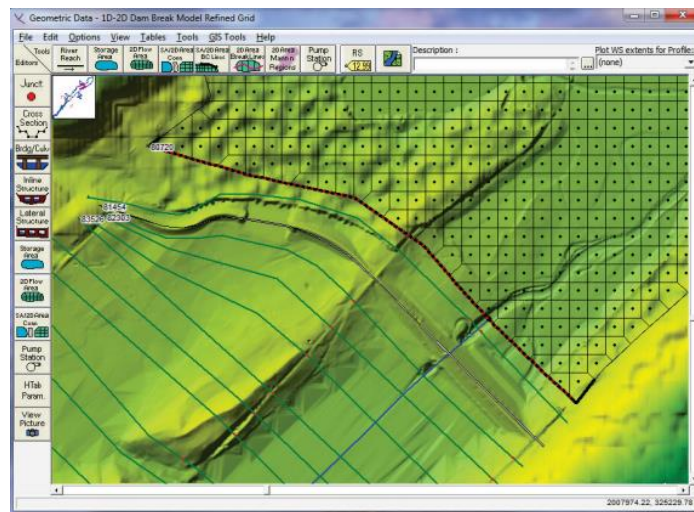 Geometric Data - 1D-2D Dam Break Model Refined Grid
File Edit Options View Tables Tools GIS Tools Help
Tools
Editors
River
Reach
Storage
Area
2D Flow
Area
SA/2D Area
Conn
SA/2D Area
BC Lines
2D Area
BreakLines
2D Area
Mann n
Regions
Pump
Station
RS
Description :
...
Plot WS extents for Profile:
(none)
Junct.
Cross
Section
Brdg/Culv
Inline
Structure
Lateral
Structure
Storage
Area
2D Flow
Area
SA/2D Area
Conn
Pump
Station
HTab
Param.
View
Picture
80720
81454
82303
2007974.22, 325229.78